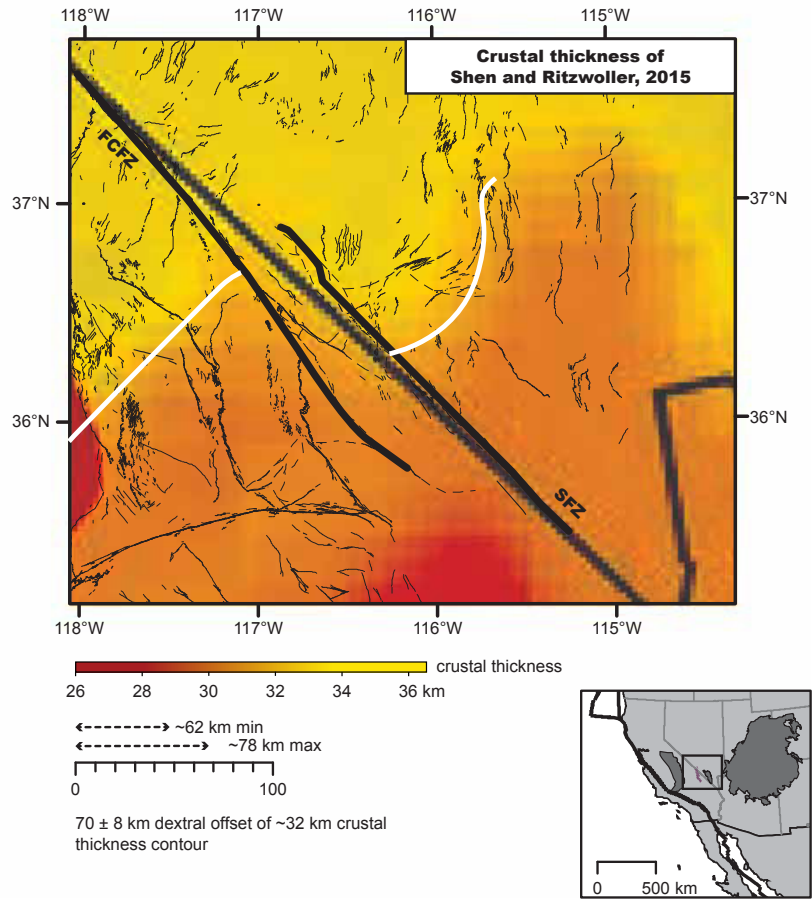 118°W 117°W 116°W 115°W
Crustal thickness of
Shen and Ritzwoller, 2015
FCFZ
37°N 37°N
36°N 36°N
SFZ
118°W 117°W 116°W 115°W
crustal thickness
26 28 30 32 34 36 km
~62 km min
~78 km max
0 100
70 ± 8 km dextral offset of ~32 km crustal
thickness contour
0 500 km